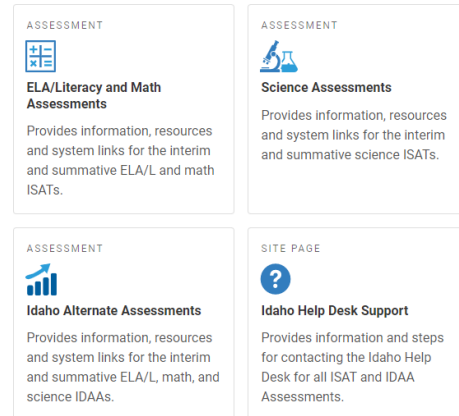 ASSESSMENT
ELA/Literacy and Math
Assessments
Provides information, resources
and system links for the interim
and summative ELA/L and math
ISATs.
ASSESSMENT
Science Assessments
Provides information, resources
and system links for the interim
and summative science ISATs.
ASSESSMENT
Idaho Alternate Assessments
Provides information, resources
and system links for the interim
and summative ELA/L, math, and
science IDAAs.
SITE PAGE
?
Idaho Help Desk Support
Provides information and steps
for contacting the Idaho Help
Desk for all ISAT and IDAA
Assessments.